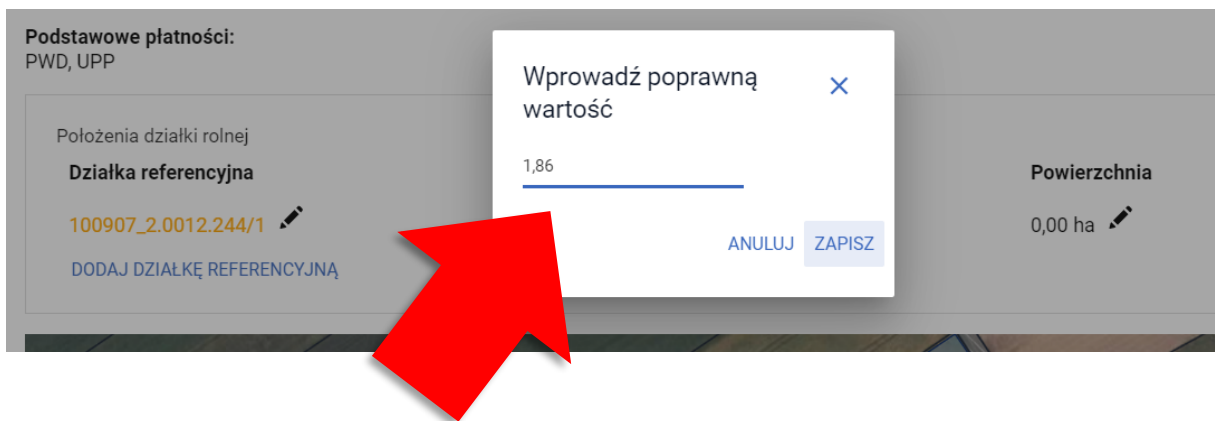 Podstawowe płatności:
PWD, UPP
Wprowadź poprawną
wartość
Położenia działki rolnej
Działka referencyjna
1,86
Powierzchnia
100907_2.0012.244/1
0,00 ha
ANULUJ ZAPISZ
DODAJ DZIAŁKĘ REFERENCYJNĄ